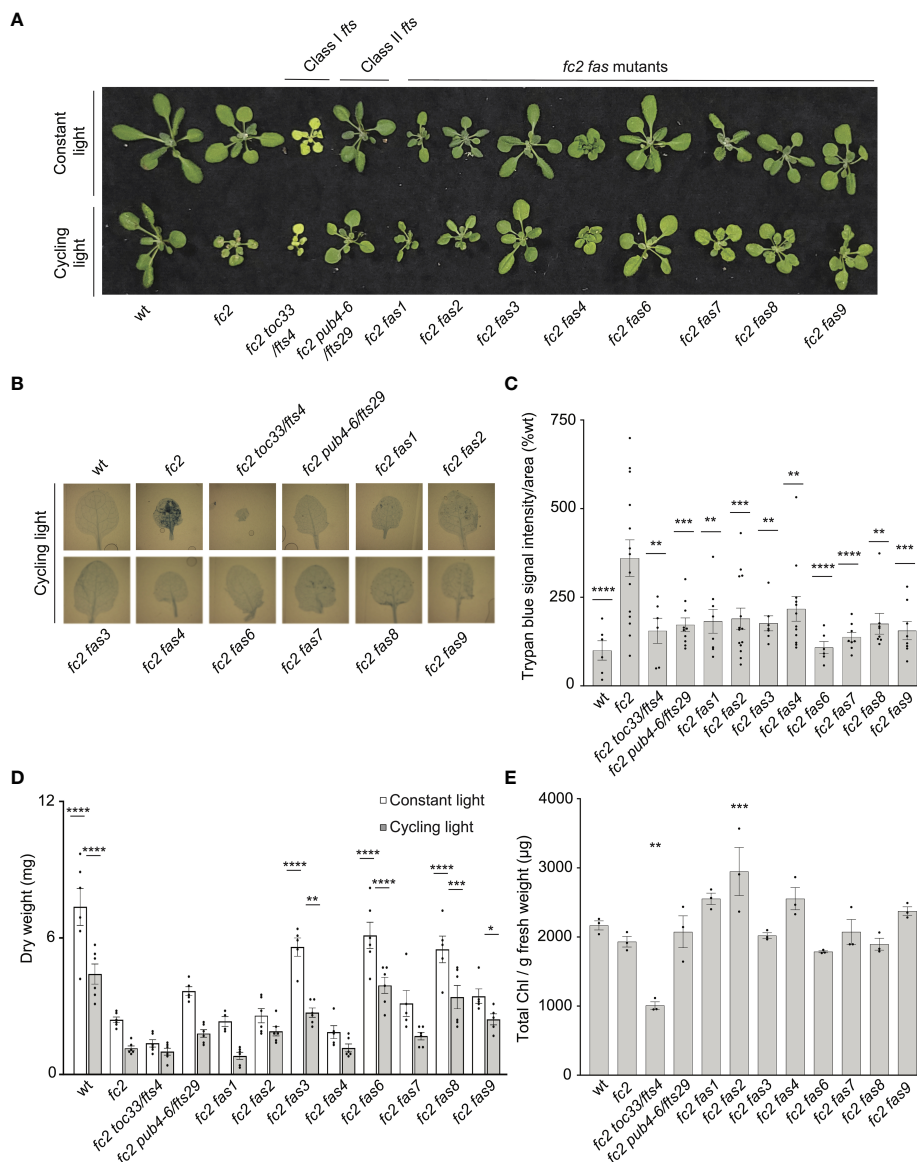 A
Class I fts
Class II fts
fc2 fas mutants
Constant
light
Cycling
light
wt
fc2
fc2 toc33
/fts4
fc2 pub4-6
/fts29
fc2 fas1
fc2 fas2
fc2 fas3
fc2 fas4
fc2 fas6
fc2 fas7
fc2 fas8
fc2 fas9
B
wt
fc2
fc2 toc33/fts4
fc2 pub4-6/fts29
fc2 fas1
fc2 fas2
Cycling light
fc2 fas3
fc2 fas4
fc2 fas6
fc2 fas7
fc2 fas8
fc2 fas9
C
Trypan blue signal intensity/area (%wt)
750
500
250
0
****
**
***
**
***
**
**
****
****
**
***
wt
fc2
fc2 toc33/fts4
fc2 pub4-6/fts29
fc2 fas1
fc2 fas2
fc2 fas3
fc2 fas4
fc2 fas6
fc2 fas7
fc2 fas8
fc2 fas9
D
Dry weight (mg)
12
6
0
Constant light
Cycling light
****
****
****
**
****
****
****
***
*
wt
fc2
fc2 toc33/fts4
fc2 pub4-6/fts29
fc2 fas1
fc2 fas2
fc2 fas3
fc2 fas4
fc2 fas6
fc2 fas7
fc2 fas8
fc2 fas9
E
Total Chl / g fresh weight (µg)
4000
3000
2000
1000
0
**
***
wt
fc2
fc2 toc33/fts4
fc2 pub4-6/fts29
fc2 fas1
fc2 fas2
fc2 fas3
fc2 fas4
fc2 fas6
fc2 fas7
fc2 fas8
fc2 fas9